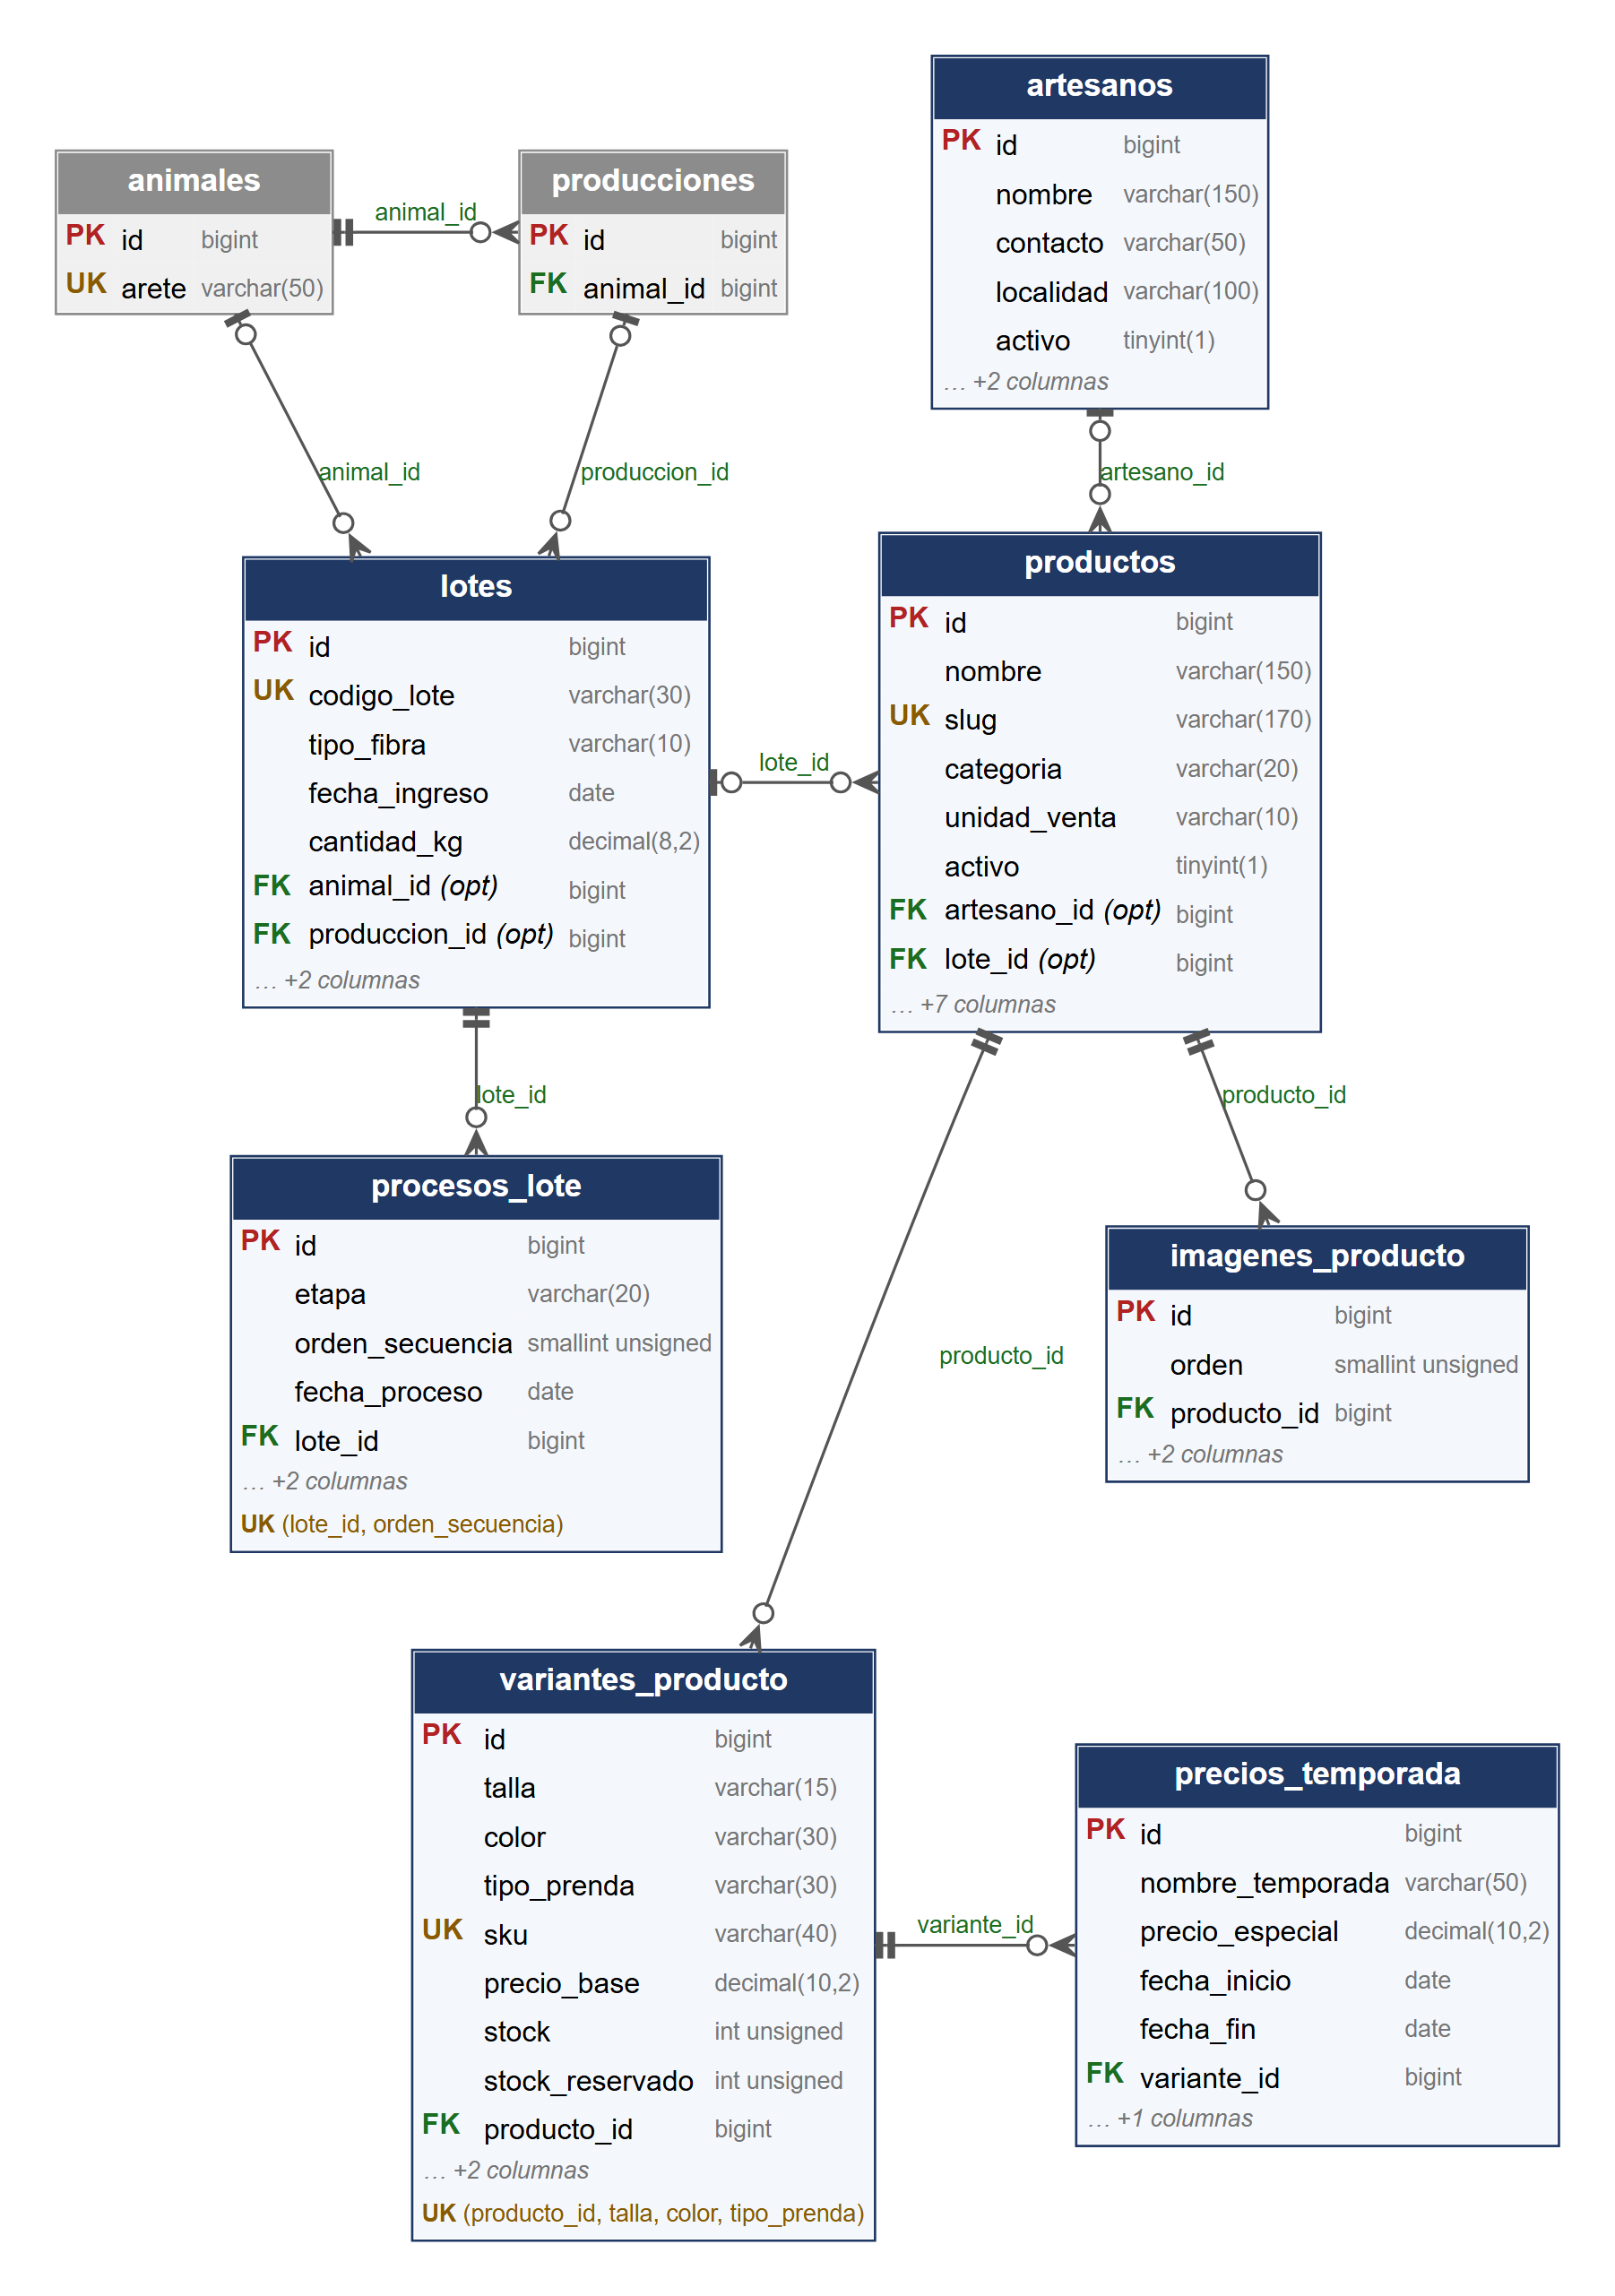 artesanos
PK id bigint
nombre varchar(150)
contacto varchar(50)
localidad varchar(100)
activo tinyint(1)
... +2 columnas
animales
PK id bigint
UK arete varchar(50)
animal_id
producciones
PK id bigint
FK animal_id bigint
animal_id
produccion_id
artesano_id
lotes
PK id bigint
UK codigo_lote varchar(30)
tipo_fibra varchar(10)
fecha_ingreso date
cantidad_kg decimal(8,2)
FK animal_id (opt) bigint
FK produccion_id (opt) bigint
... +2 columnas
lote_id
productos
PK id bigint
nombre varchar(150)
UK slug varchar(170)
categoria varchar(20)
unidad_venta varchar(10)
activo tinyint(1)
FK artesano_id (opt) bigint
FK lote_id (opt) bigint
... +7 columnas
lote_id
producto_id
procesos_lote
PK id bigint
etapa varchar(20)
orden_secuencia smallint unsigned
fecha_proceso date
FK lote_id bigint
... +2 columnas
UK (lote_id, orden_secuencia)
imagenes_producto
PK id bigint
orden smallint unsigned
FK producto_id bigint
... +2 columnas
producto_id
variantes_producto
PK id bigint
talla varchar(15)
color varchar(30)
tipo_prenda varchar(30)
UK sku varchar(40)
precio_base decimal(10,2)
stock int unsigned
stock_reservado int unsigned
FK producto_id bigint
... +2 columnas
UK (producto_id, talla, color, tipo_prenda)
variante_id
precios_temporada
PK id bigint
nombre_temporada varchar(50)
precio_especial decimal(10,2)
fecha_inicio date
fecha_fin date
FK variante_id bigint
... +1 columnas